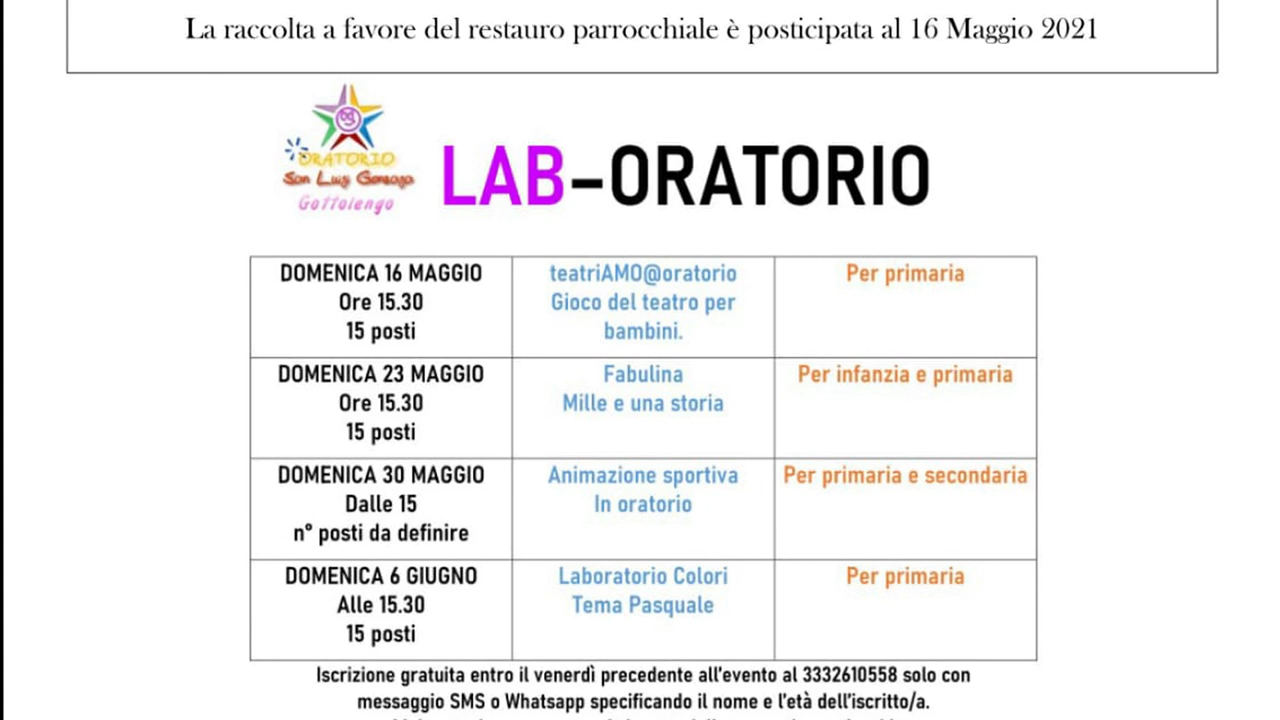 La raccolta a favore del restauro parrocchiale è posticipata al 16 Maggio 2021
ORATORIO
San Luigi Gonzaga
Gottolengo
LAB-ORATORIO
DOMENICA 16 MAGGIO
Ore 15.30
15 posti
teatriAMO@oratorio
Gioco del teatro per
bambini.
Per primaria
DOMENICA 23 MAGGIO
Ore 15.30
15 posti
Fabulina
Mille e una storia
Per infanzia e primaria
DOMENICA 30 MAGGIO
Dalle 15
n° posti da definire
Animazione sportiva
In oratorio
Per primaria e secondaria
DOMENICA 6 GIUGNO
Alle 15.30
15 posti
Laboratorio Colori
Tema Pasquale
Per primaria
Iscrizione gratuita entro il venerdì precedente all'evento al 3332610558 solo con
messaggio SMS o Whatsapp specificando il nome e l'età dell'iscritto/a.